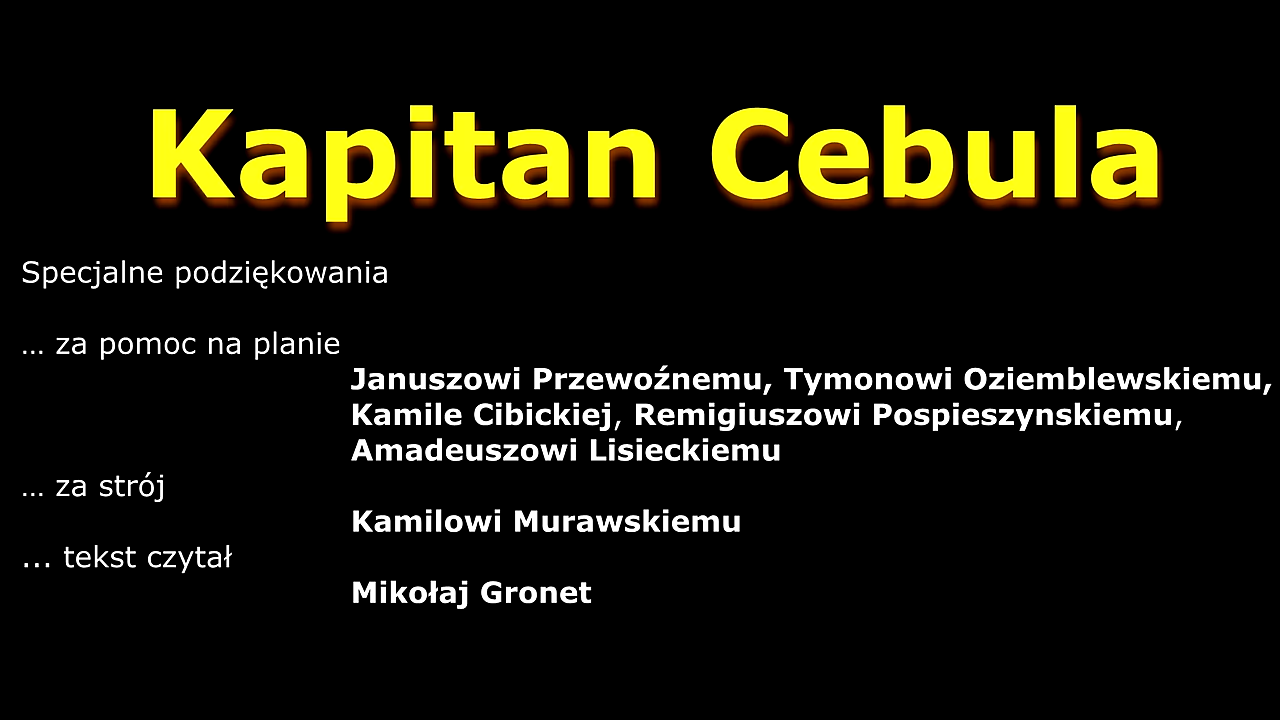 Kapitan Cebula
Specjalne podziękowania
… za pomoc na planie
Januszowi Przewoźnemu, Tymonowi Oziemblewskiemu,
Kamile Cibickiej, Remigiuszowi Pospieszynskiemu,
Amadeuszowi Lisieckiemu
… za strój
Kamilowi Murawskiemu
... tekst czytał
Mikołaj Gronet